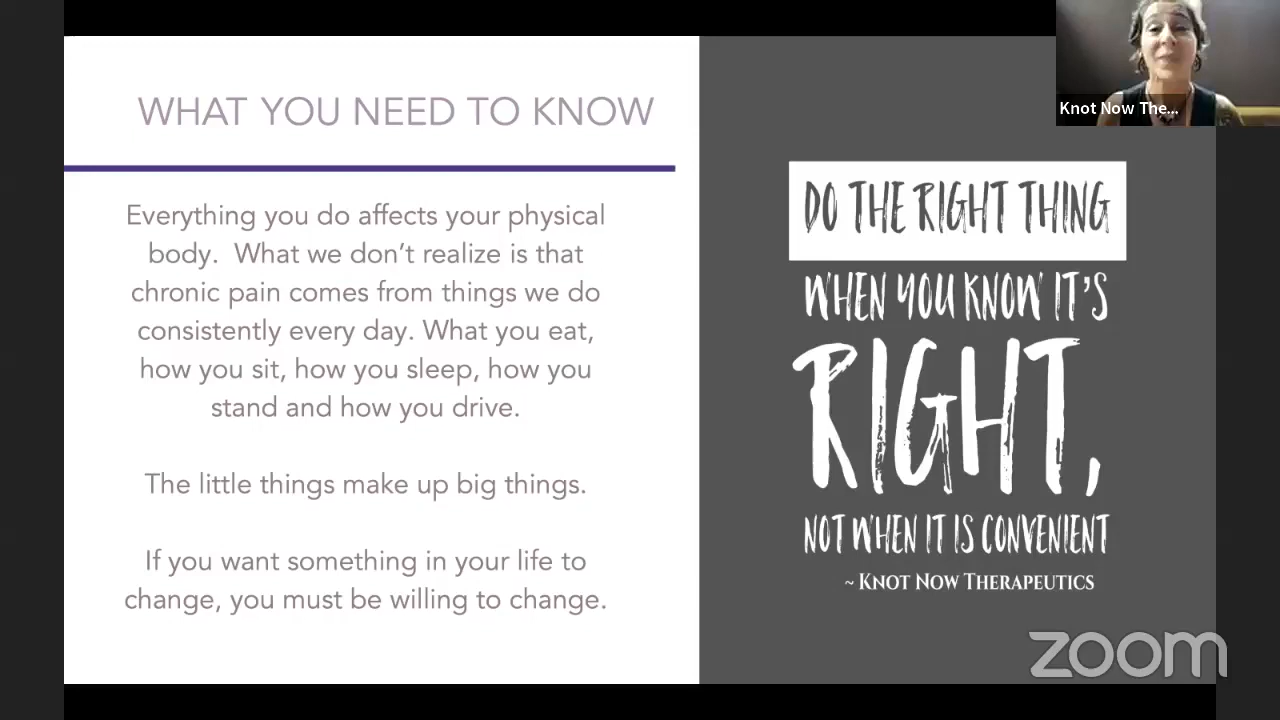 WHAT YOU NEED TO KNOW
Everything you do affects your physical
body.  What we don't realize is that
chronic pain comes from things we do
consistently every day. What you eat,
how you sit, how you sleep, how you
stand and how you drive.
The little things make up big things.
If you want something in your life to
change, you must be willing to change.
Knot Now The...
DO THE RIGHT THING
WHEN YOU KNOW IT'S
RIGHT,
NOT WHEN IT IS CONVENIENT
~ KNOT NOW THERAPEUTICS
zoom